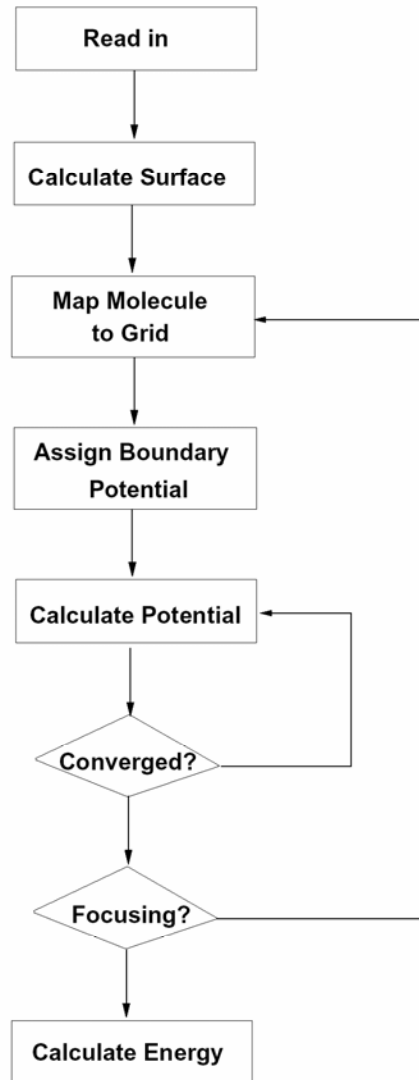 Read in
Calculate Surface
Map Molecule
to Grid
Assign Boundary
Potential
Calculate Potential
Converged?
Focusing?
Calculate Energy